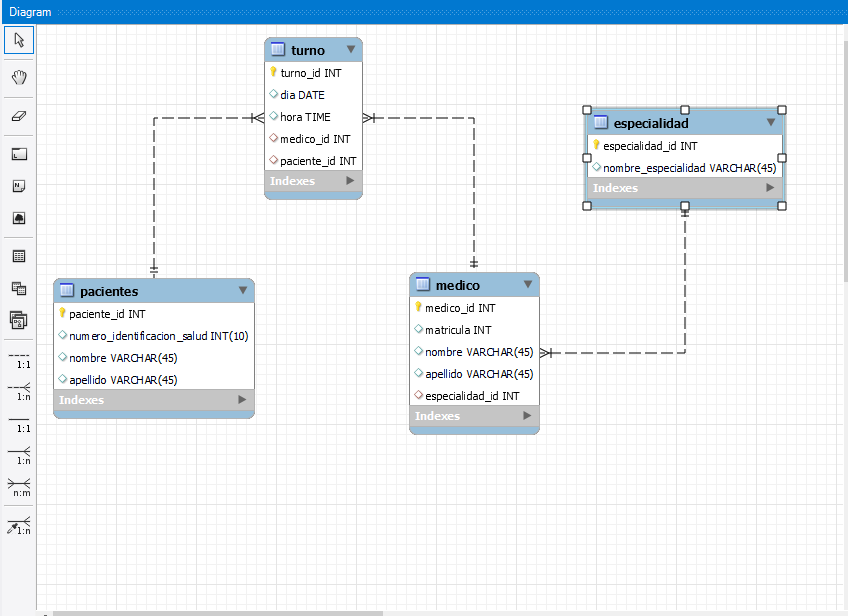 Diagram
turno
turno_id INT
dia DATE
hora TIME
medico_id INT
paciente_id INT
Indexes
especialidad
especialidad_id INT
nombre_especialidad VARCHAR(45)
Indexes
pacientes
paciente_id INT
numero_identificacion_salud INT(10)
nombre VARCHAR(45)
apellido VARCHAR(45)
Indexes
medico
medico_id INT
matricula INT
nombre VARCHAR(45)
apellido VARCHAR(45)
especialidad_id INT
Indexes
1:1
1:n
1:1
1:n
n:m
1:n